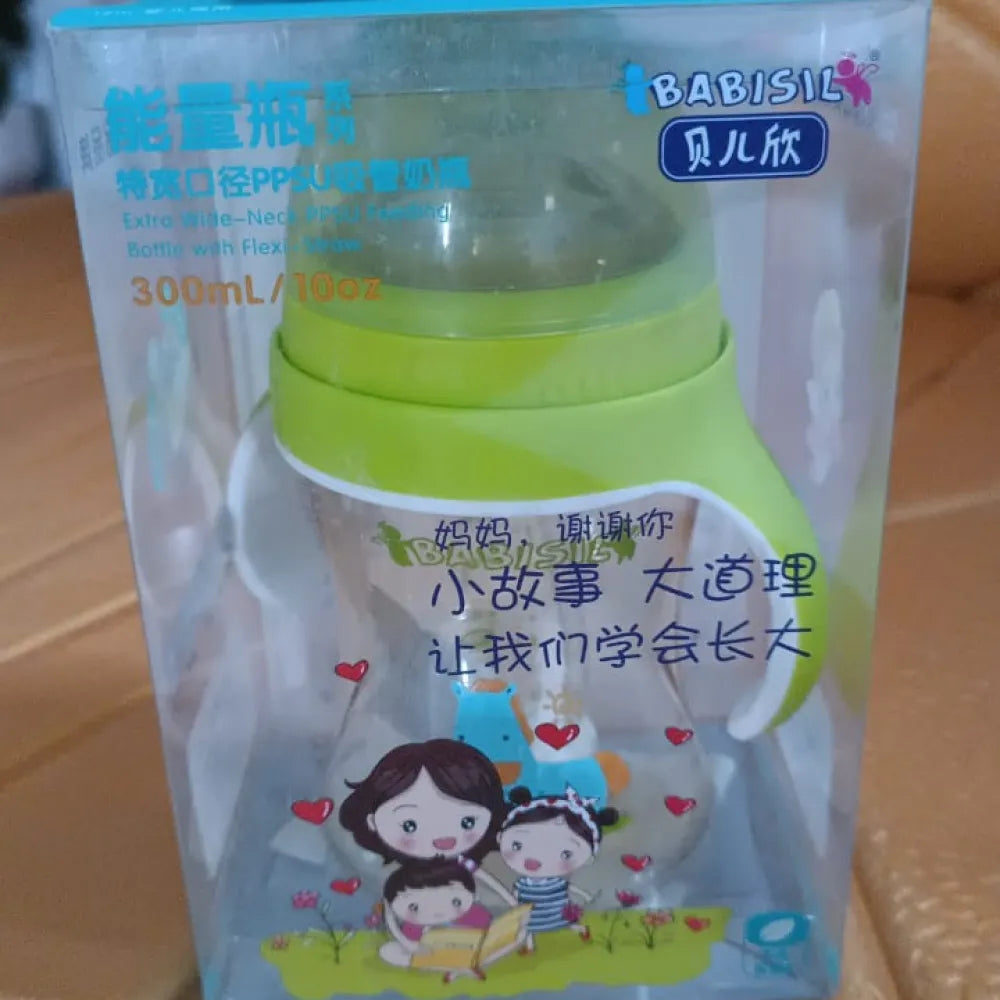 BABISIL
贝儿欣
能量瓶系列
特宽口径PPSU吸管奶瓶
Extra Wide-Neck PPSU Feeding
Bottle with Flexi-Straw
300mL/10oz
妈妈，谢谢你
BABISIL
小故事 大道理
让我们学会长大